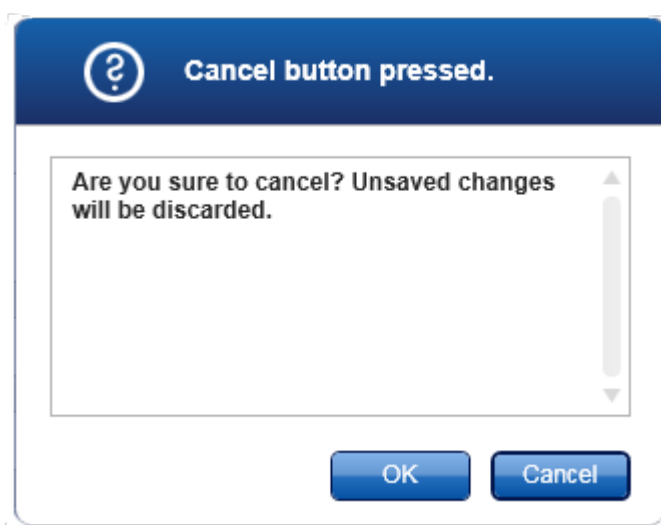 Cancel button pressed.
Are you sure to cancel? Unsaved changes
will be discarded.
OK
Cancel